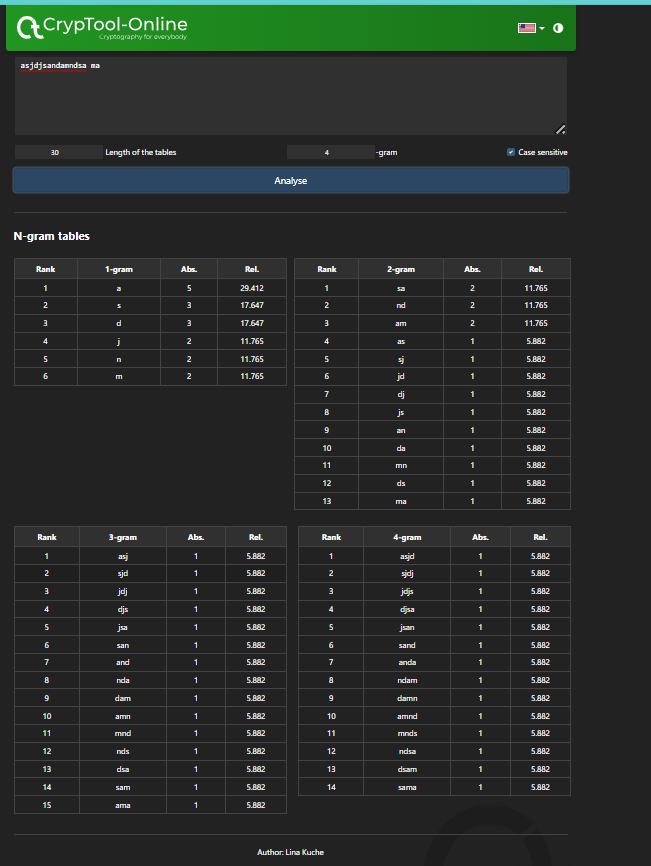 CrypTool-Online
Cryptography for everybody
asjdjsandamndsa ma
30 Length of the tables 4 -gram Case sensitive
Analyse
N-gram tables
Rank 1-gram Abs. Rel.
1 a 5 29.412
2 s 3 17.647
3 d 3 17.647
4 j 2 11.765
5 n 2 11.765
6 m 2 11.765
Rank 2-gram Abs. Rel.
1 sa 2 11.765
2 nd 2 11.765
3 am 2 11.765
4 as 1 5.882
5 sj 1 5.882
6 jd 1 5.882
7 dj 1 5.882
8 js 1 5.882
9 an 1 5.882
10 da 1 5.882
11 mn 1 5.882
12 ds 1 5.882
13 ma 1 5.882
Rank 3-gram Abs. Rel.
1 asj 1 5.882
2 sjd 1 5.882
3 jdj 1 5.882
4 djs 1 5.882
5 jsa 1 5.882
6 san 1 5.882
7 and 1 5.882
8 nda 1 5.882
9 dam 1 5.882
10 amn 1 5.882
11 mnd 1 5.882
12 nds 1 5.882
13 dsa 1 5.882
14 sam 1 5.882
15 ama 1 5.882
Rank 4-gram Abs. Rel.
1 asjd 1 5.882
2 sjdj 1 5.882
3 jdjs 1 5.882
4 djsa 1 5.882
5 jsan 1 5.882
6 sand 1 5.882
7 anda 1 5.882
8 ndam 1 5.882
9 damn 1 5.882
10 amnd 1 5.882
11 mnds 1 5.882
12 ndsa 1 5.882
13 dsam 1 5.882
14 sama 1 5.882
Author: Lina Kuche